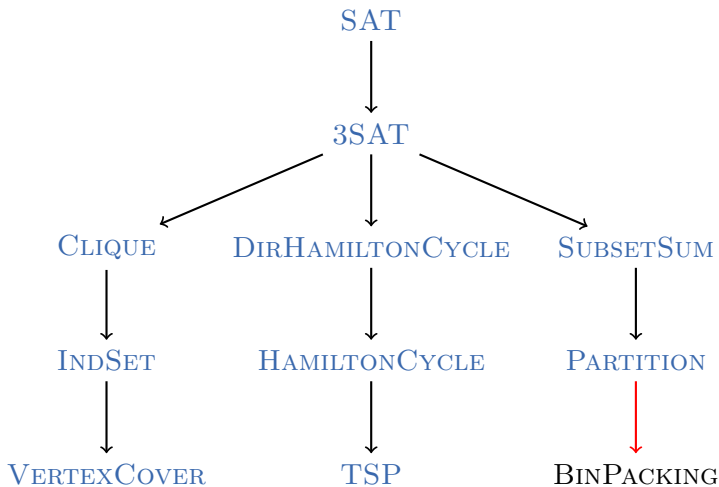 SAT
3SAT
CLIQUE DIRHAMILTONCYCLE SUBSETSUM
INDSET HAMILTONCYCLE PARTITION
VERTEXCOVER TSP BINPACKING